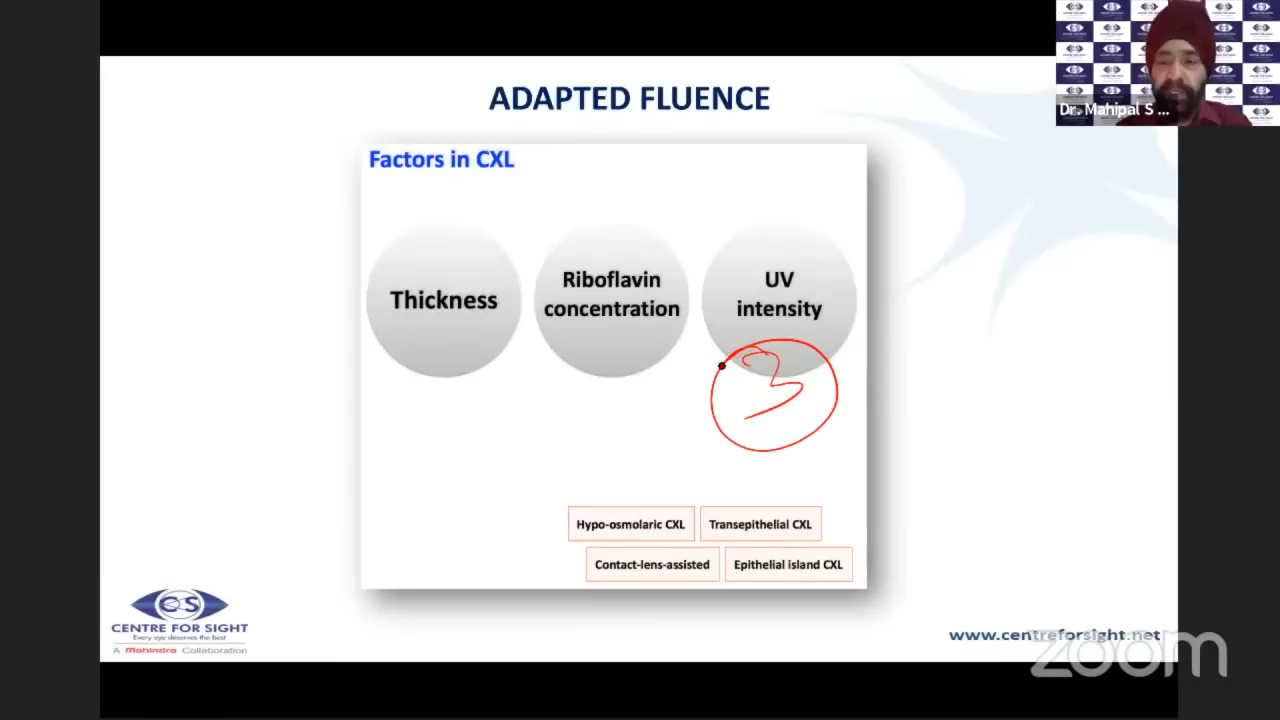 Dr. Mahipal S ...
ADAPTED FLUENCE
Factors in CXL
Thickness
Riboflavin
concentration
UV
intensity
3
Hypo-osmolaric CXL
Transepithelial CXL
Contact-lens-assisted
Epithelial island CXL
CS
CENTRE FOR SIGHT
Every eye deserves the best
A Mahindra Collaboration
www.centreforsight.net
zoom